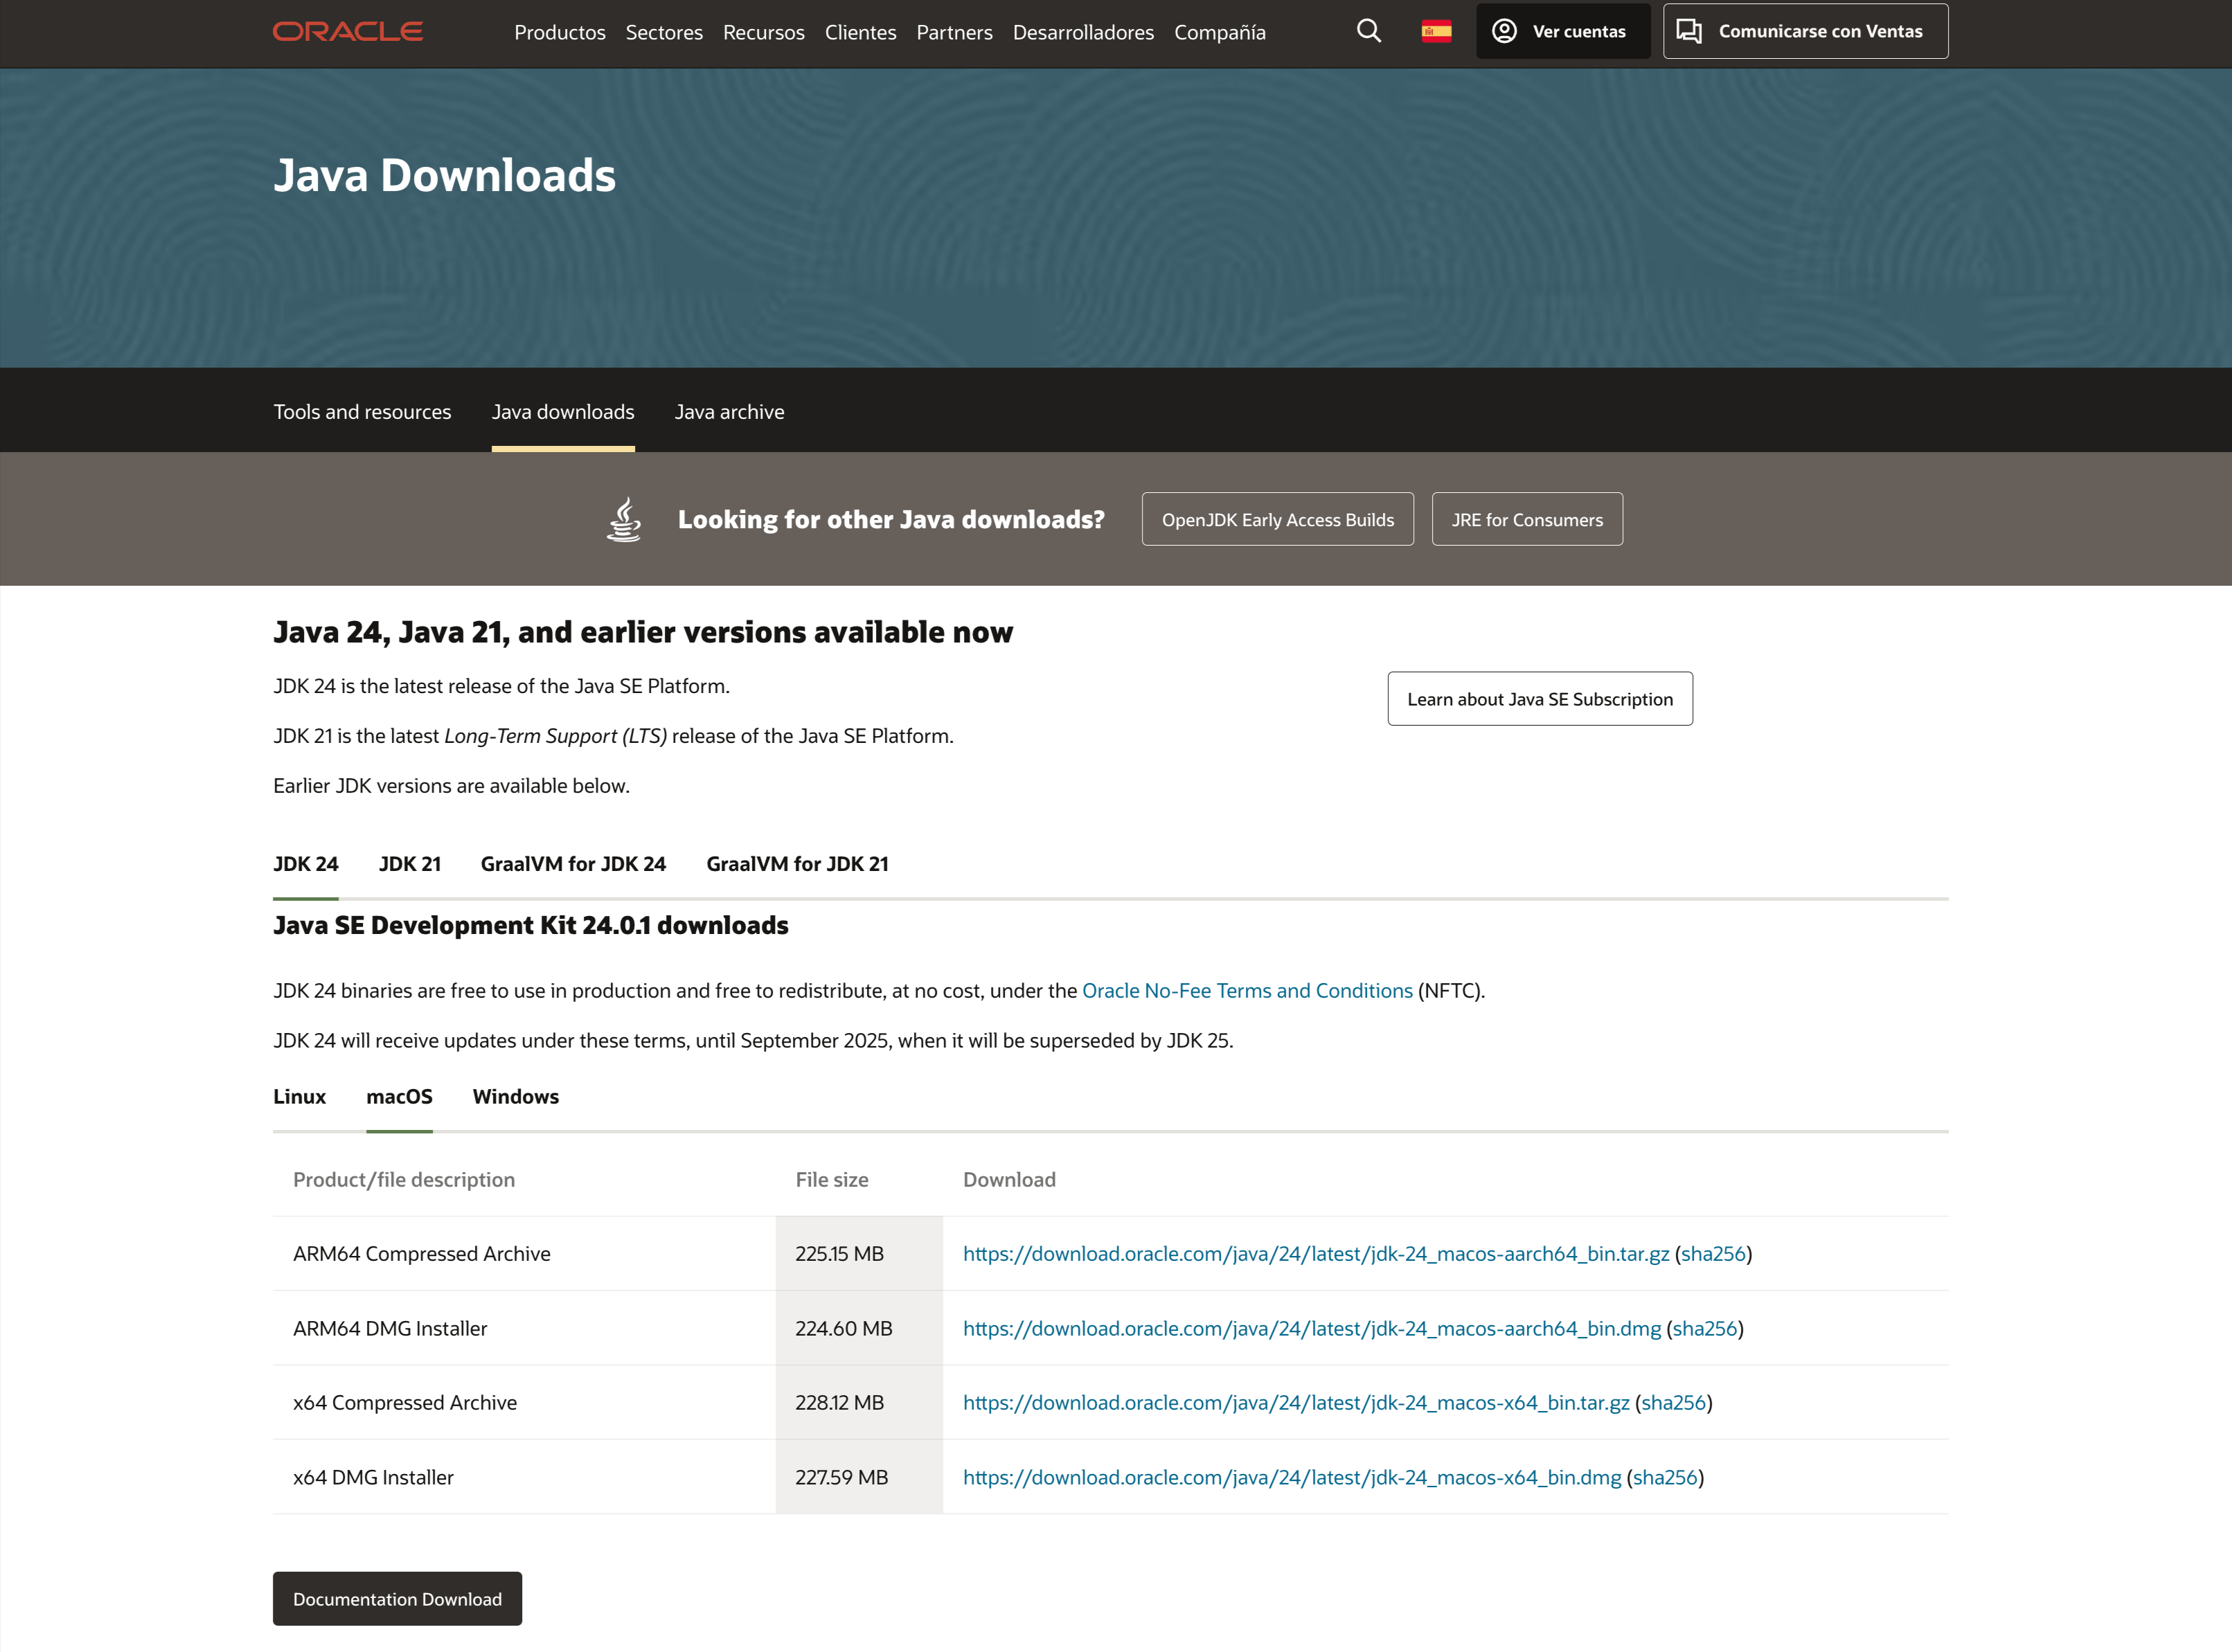 ORACLE Productos Sectores Recursos Clientes Partners Desarrolladores Compañía Ver cuentas Comunicarse con Ventas
Java Downloads
Tools and resources Java downloads Java archive
Looking for other Java downloads? OpenJDK Early Access Builds JRE for Consumers
Java 24, Java 21, and earlier versions available now
JDK 24 is the latest release of the Java SE Platform.
Learn about Java SE Subscription
JDK 21 is the latest Long-Term Support (LTS) release of the Java SE Platform.
Earlier JDK versions are available below.
JDK 24 JDK 21 GraalVM for JDK 24 GraalVM for JDK 21
Java SE Development Kit 24.0.1 downloads
JDK 24 binaries are free to use in production and free to redistribute, at no cost, under the Oracle No-Fee Terms and Conditions (NFTC).
JDK 24 will receive updates under these terms, until September 2025, when it will be superseded by JDK 25.
Linux macOS Windows
Product/file description File size Download
ARM64 Compressed Archive 225.15 MB https://download.oracle.com/java/24/latest/jdk-24_macos-aarch64_bin.tar.gz (sha256)
ARM64 DMG Installer 224.60 MB https://download.oracle.com/java/24/latest/jdk-24_macos-aarch64_bin.dmg (sha256)
x64 Compressed Archive 228.12 MB https://download.oracle.com/java/24/latest/jdk-24_macos-x64_bin.tar.gz (sha256)
x64 DMG Installer 227.59 MB https://download.oracle.com/java/24/latest/jdk-24_macos-x64_bin.dmg (sha256)
Documentation Download